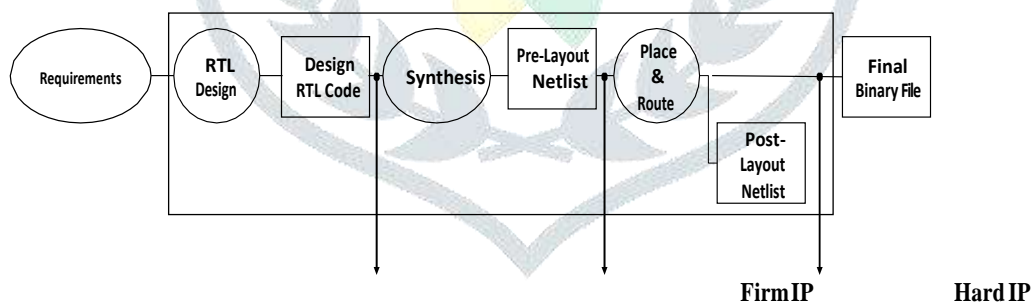 Requirements
RTL
Design
Design
RTL Code
Synthesis
Pre-Layout
Netlist
Place
&
Route
Post-
Layout
Netlist
Final
Binary File
Firm IP
Hard IP